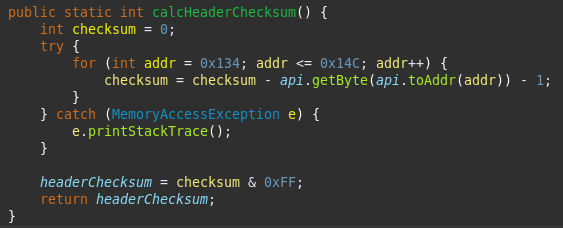 public static int calcHeaderChecksum() {
    int checksum = 0;
    try {
        for (int addr = 0x134; addr <= 0x14C; addr++) {
            checksum = checksum - api.getByte(api.toAddr(addr)) - 1;
        }
    } catch (MemoryAccessException e) {
        e.printStackTrace();
    }

    headerChecksum = checksum & 0xFF;
    return headerChecksum;
}